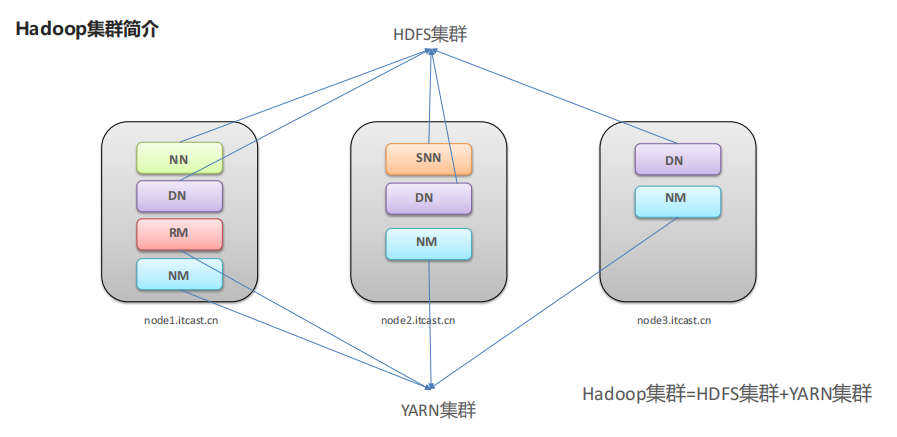 Hadoop集群简介
HDFS集群
NN
DN
RM
NM
node1.itcast.cn
SNN
DN
NM
node2.itcast.cn
DN
NM
node3.itcast.cn
YARN集群
Hadoop集群=HDFS集群+YARN集群